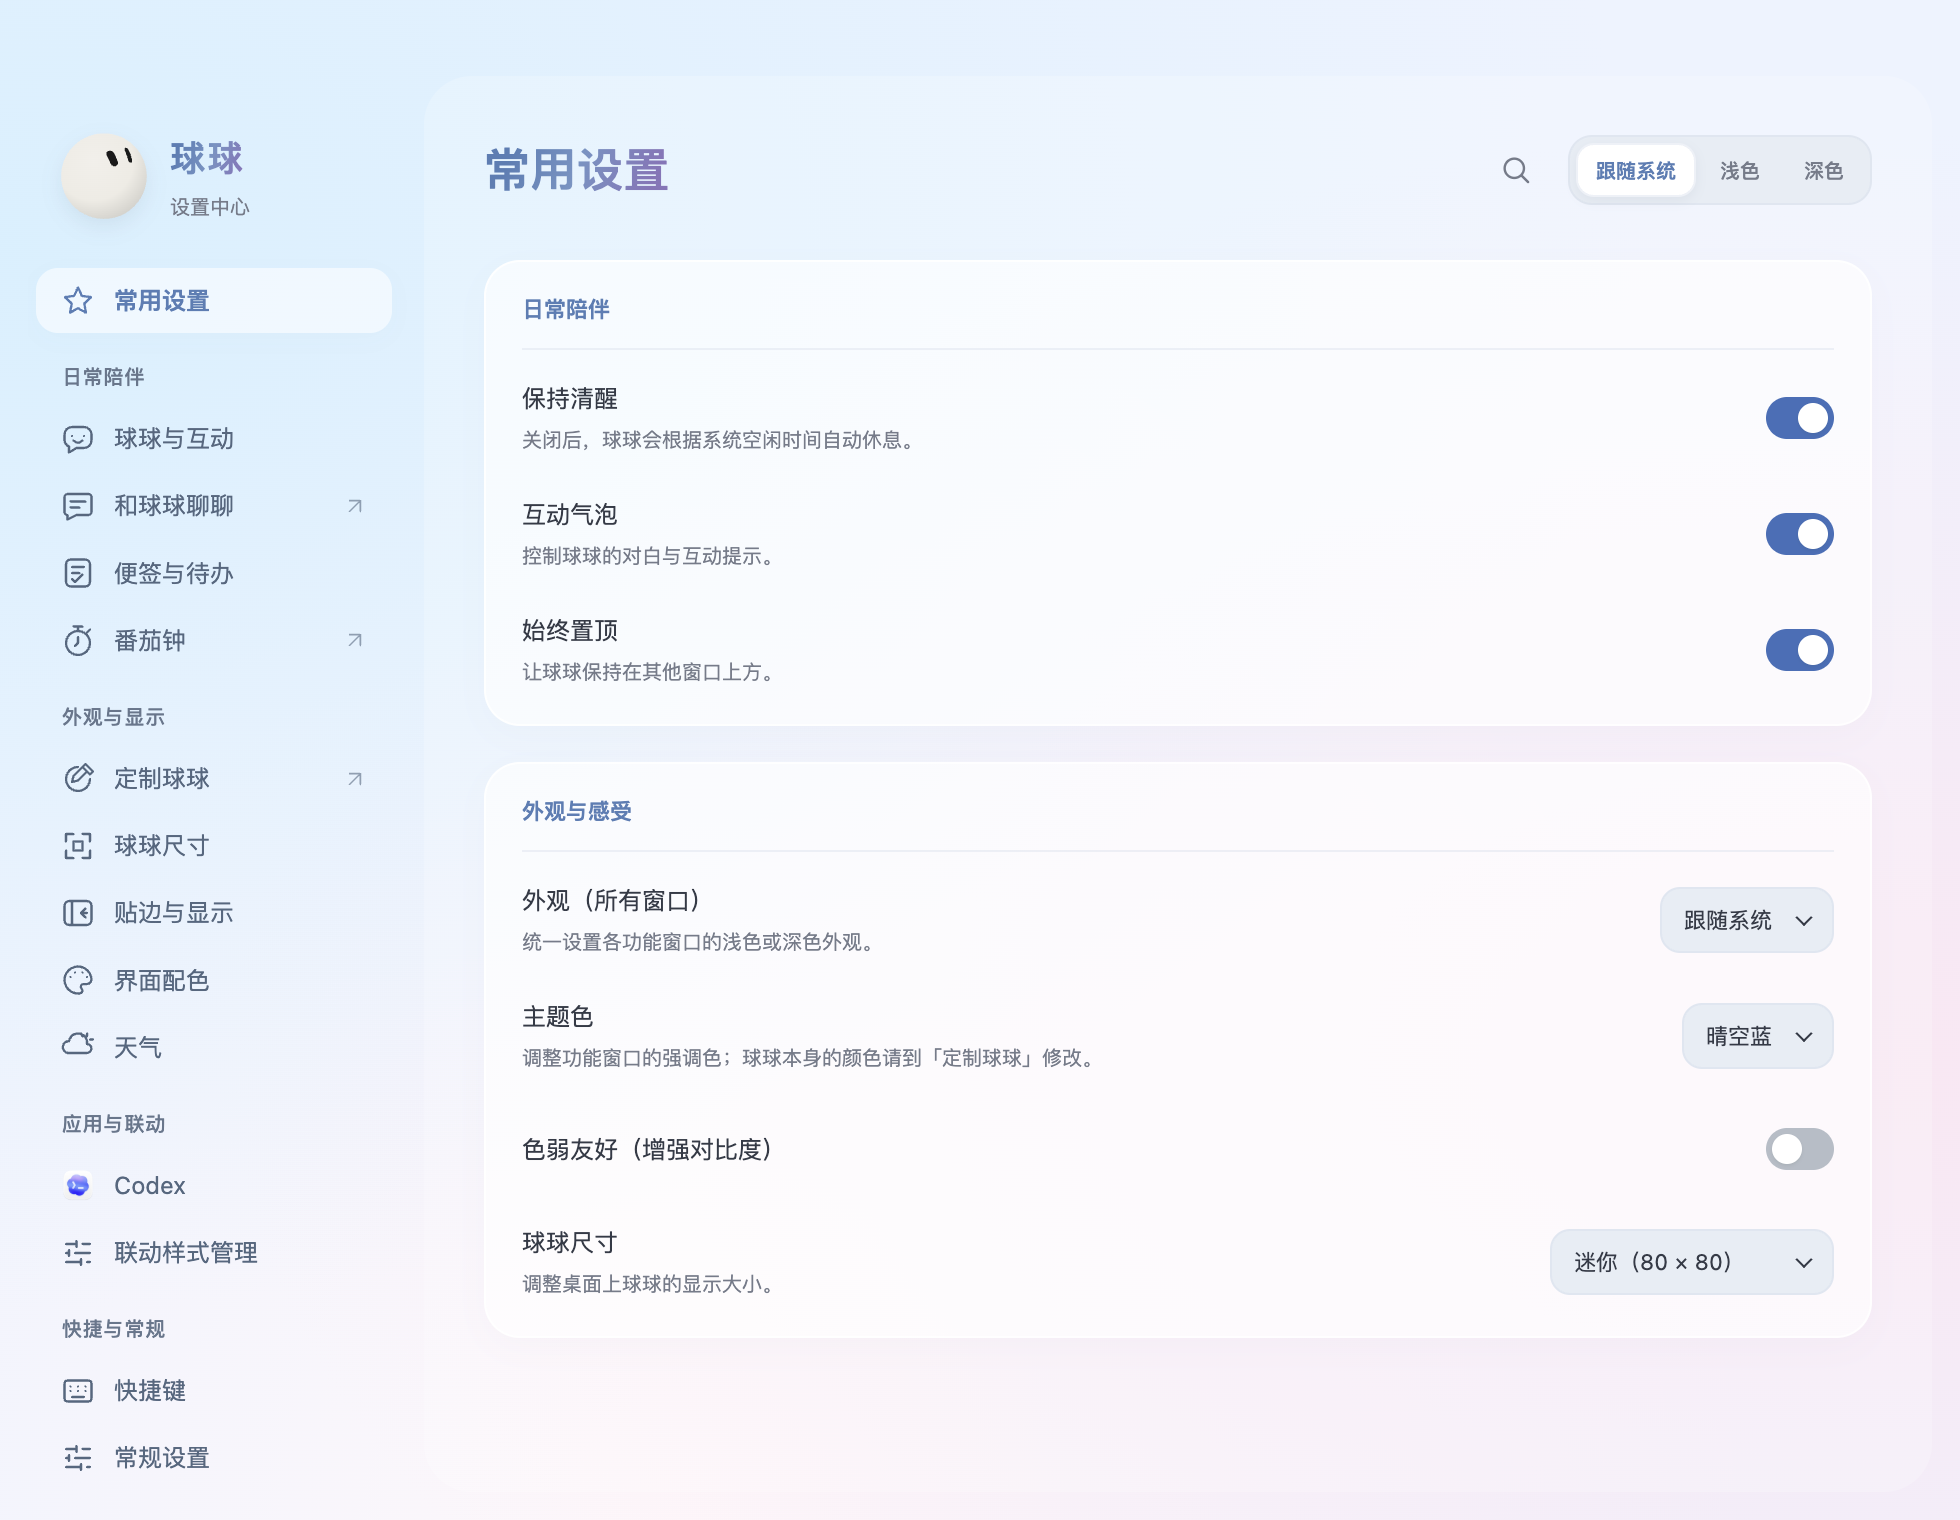 球球
设置中心
常用设置
日常陪伴
球球与互动
和球球聊聊
便签与待办
番茄钟
外观与显示
定制球球
球球尺寸
贴边与显示
界面配色
天气
应用与联动
Codex
联动样式管理
快捷与常规
快捷键
常规设置
常用设置
跟随系统 浅色 深色
日常陪伴
保持清醒
关闭后，球球会根据系统空闲时间自动休息。
互动气泡
控制球球的对白与互动提示。
始终置顶
让球球保持在其他窗口上方。
外观与感受
外观（所有窗口）
统一设置各功能窗口的浅色或深色外观。
跟随系统
主题色
调整功能窗口的强调色；球球本身的颜色请到「定制球球」修改。
晴空蓝
色弱友好（增强对比度）
球球尺寸
调整桌面上球球的显示大小。
迷你（80 × 80）